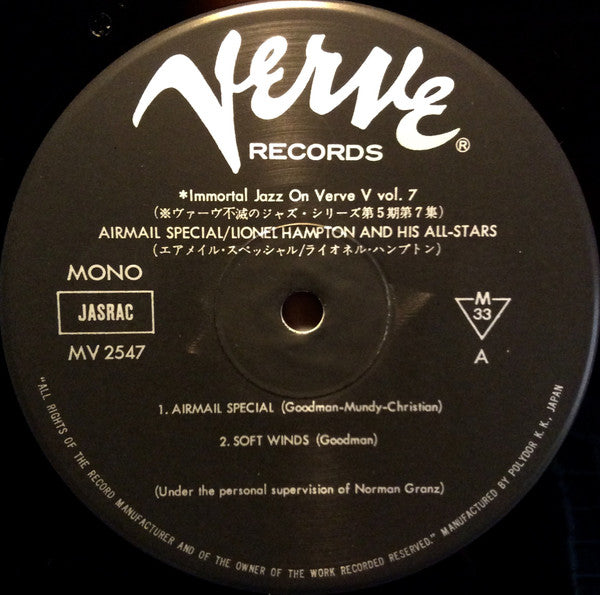 Verve
RECORDS ®
*Immortal Jazz On Verve V vol. 7
(※ヴァーヴ不滅のジャズ・シリーズ第5期第7集)
AIRMAIL SPECIAL/LIONEL HAMPTON AND HIS ALL-STARS
(エアメイル・スペッシャル/ライオネル・ハンプトン)
MONO
JASRAC
MV 2547
M
33
A
1. AIRMAIL SPECIAL (Goodman-Mundy-Christian)
2. SOFT WINDS (Goodman)
(Under the personal supervision of Norman Granz)
"ALL RIGHTS OF THE RECORD MANUFACTURER AND OF THE OWNER OF THE WORK RECORDED RESERVED." MANUFACTURED BY POLYDOR K. K. JAPAN